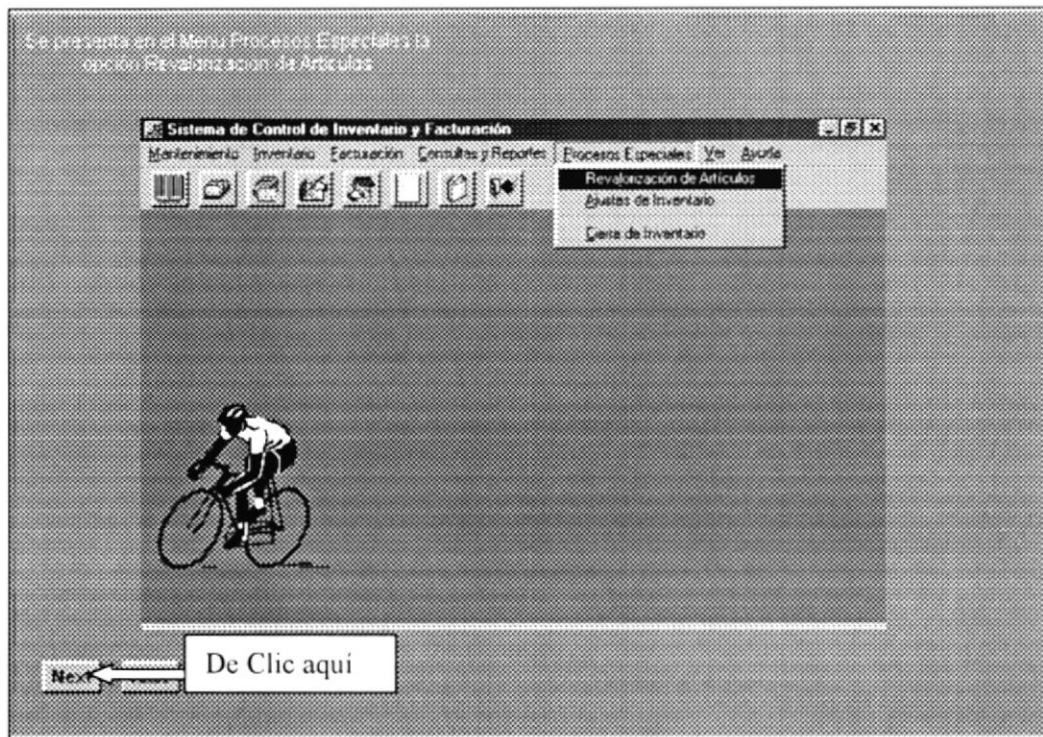 Se presenta en el Menu Procesos Especiales la
opción Revalorización de Artículos
Sistema de Control de Inventario y Facturación
Mantenimiento Inventario Facturación Consultas y Reportes Procesos Especiales Ver Ayuda
Revalorización de Artículos
Ajustes de Inventario
Cierre de Inventario
Next
De Clic aquí